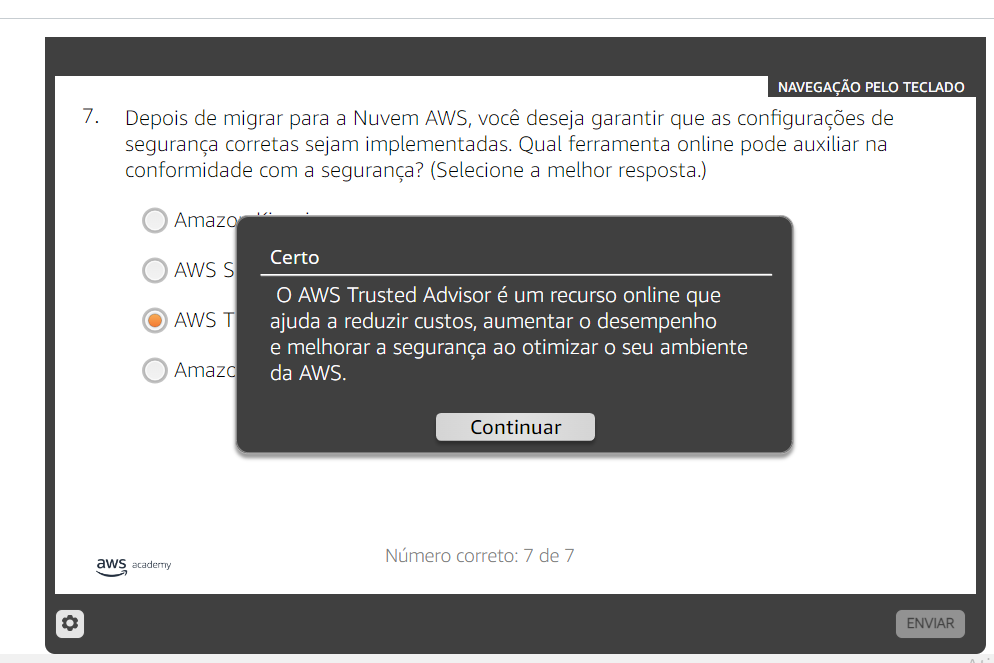 NAVEGAÇÃO PELO TECLADO
7. Depois de migrar para a Nuvem AWS, você deseja garantir que as configurações de
segurança corretas sejam implementadas. Qual ferramenta online pode auxiliar na
conformidade com a segurança? (Selecione a melhor resposta.)
AWS S
AWS T
Certo
O AWS Trusted Advisor é um recurso online que
ajuda a reduzir custos, aumentar o desempenho
e melhorar a segurança ao otimizar o seu ambiente
da AWS.
Continuar
Número correto: 7 de 7
aws academy
ENVIAR